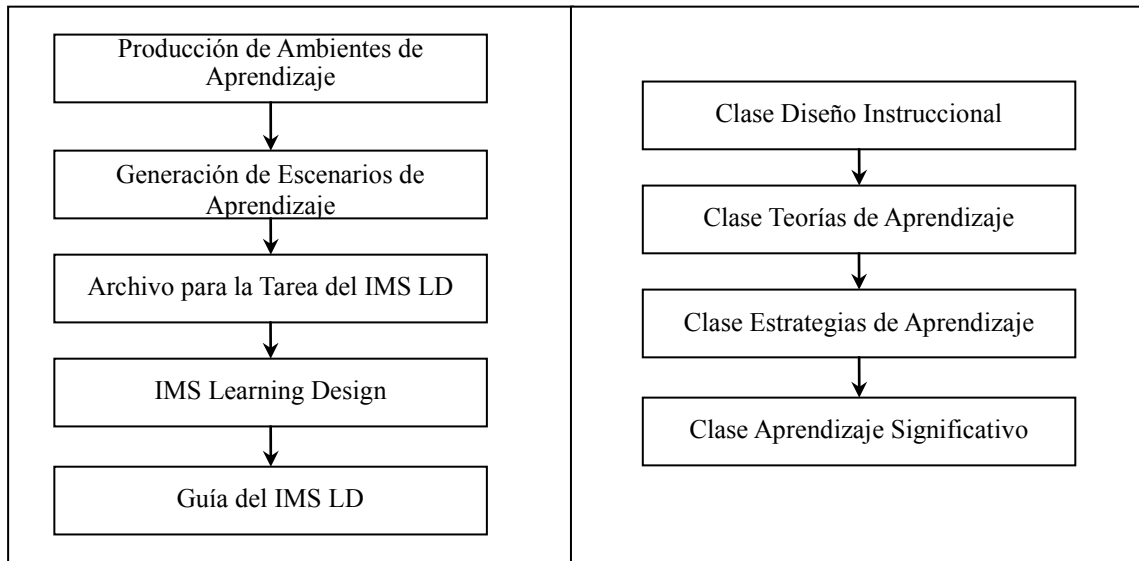 Producción de Ambientes de
Aprendizaje
Generación de Escenarios de
Aprendizaje
Archivo para la Tarea del IMS LD
IMS Learning Design
Guía del IMS LD
Clase Diseño Instruccional
Clase Teorías de Aprendizaje
Clase Estrategias de Aprendizaje
Clase Aprendizaje Significativo